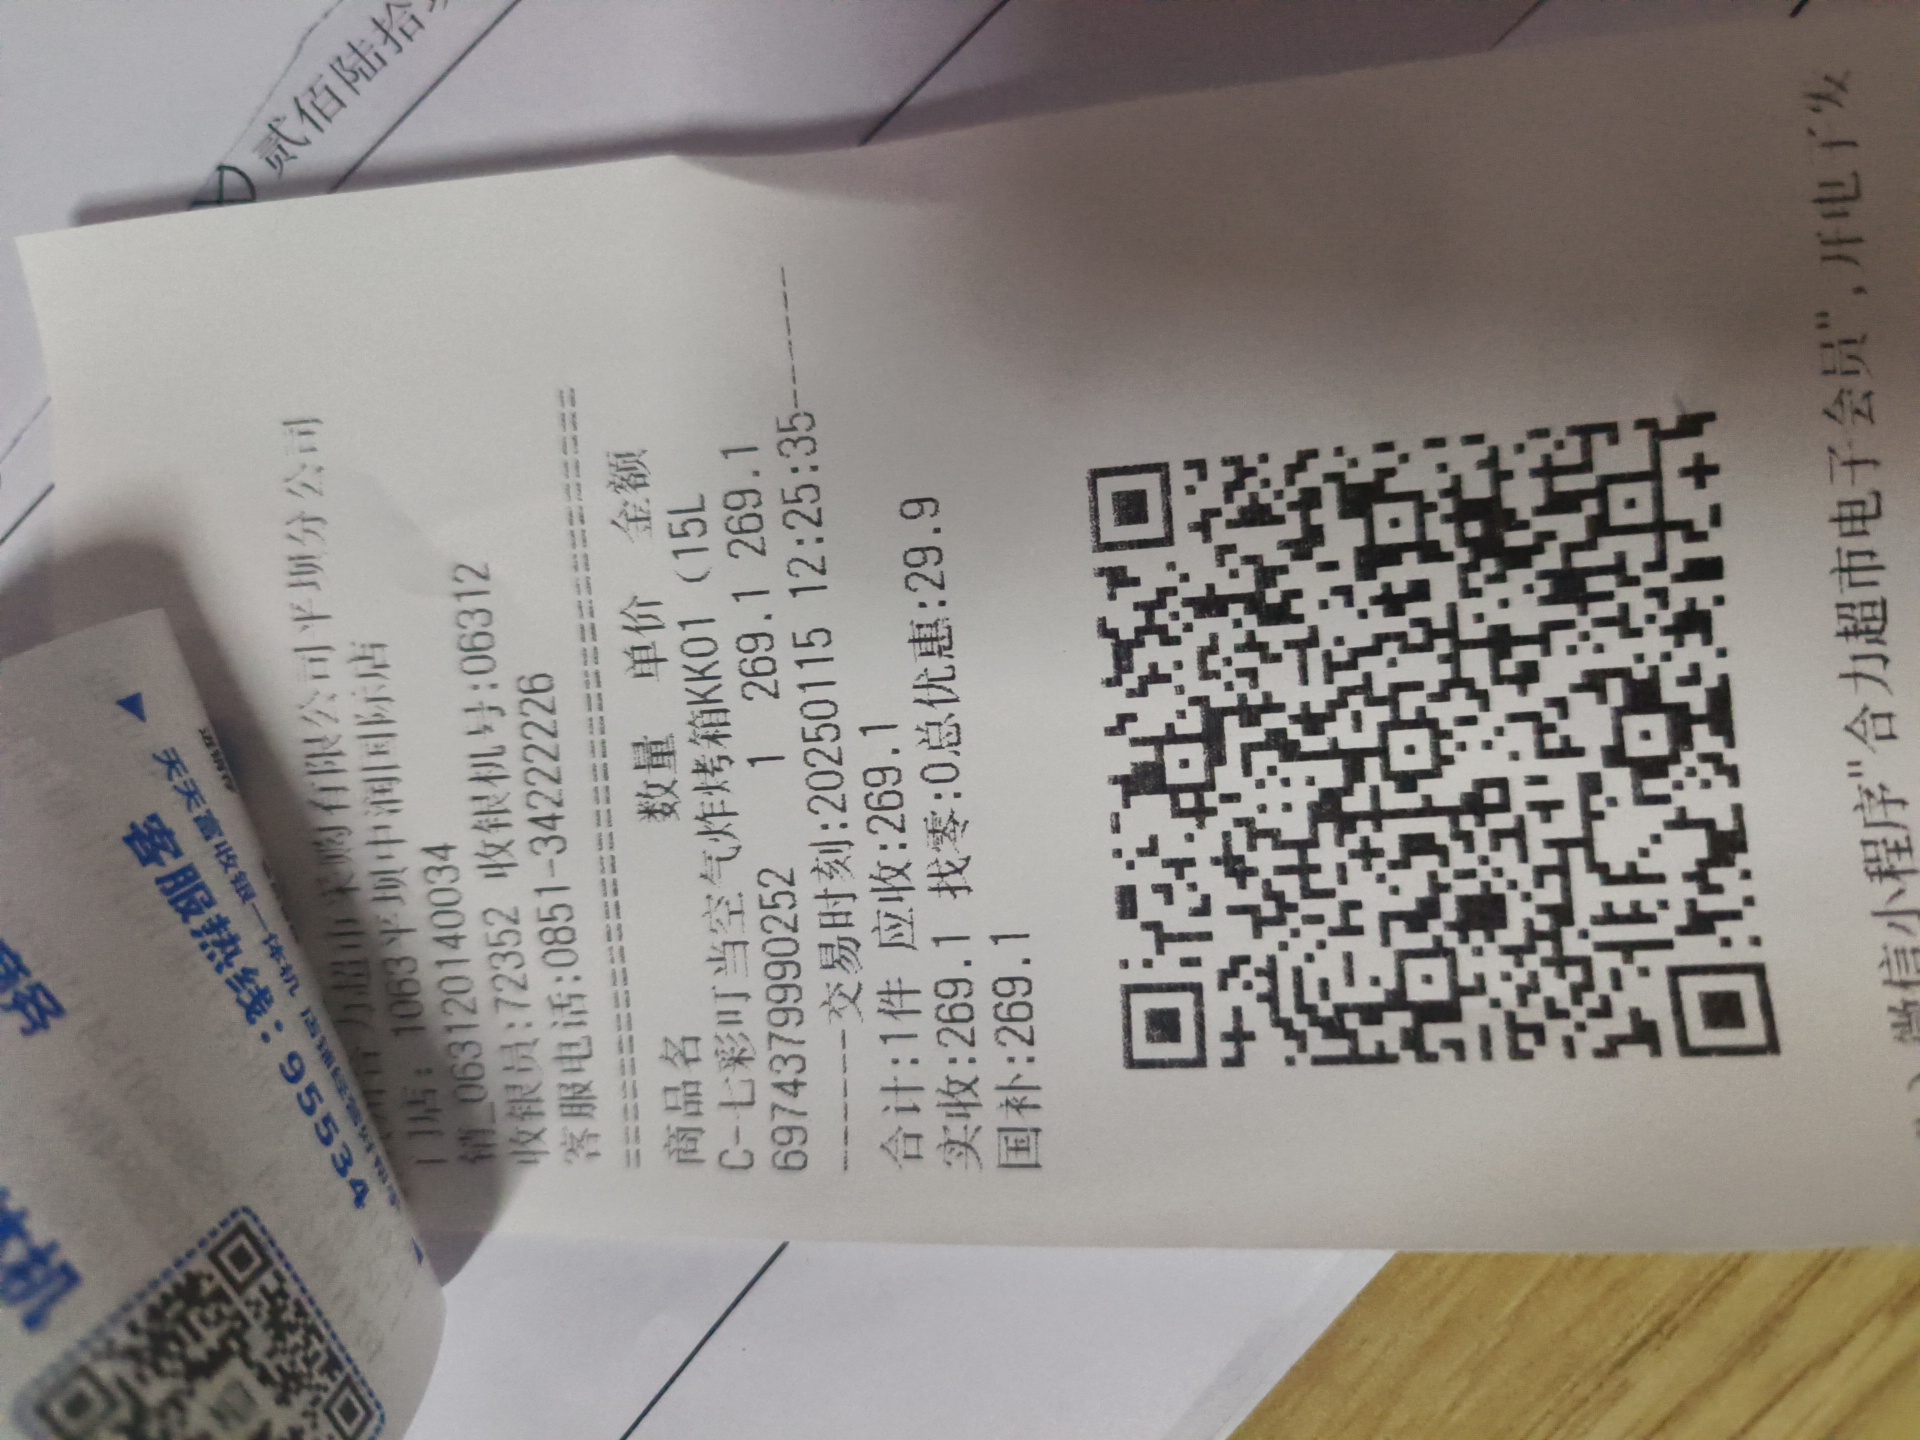 贰佰陆拾
合力超市采购有限公司平坝分公司
门店: 1063平坝中润国际店
销_063120140034
收银员:72352 收银机号:06312
客服电话:0851-34222226
商品名 数量 单价 金额
C-七彩叮当空气炸烤箱KK01 (15L
6974379990252 1 269.1 269.1
------交易时刻:20250115 12:25:35------
合计:1件 应收:269.1
实收:269.1 找零:0总优惠:29.9
国补:269.1
微信小程序"合力超市电子会员",开电子发
天天富收银一体机
客服热线:95534